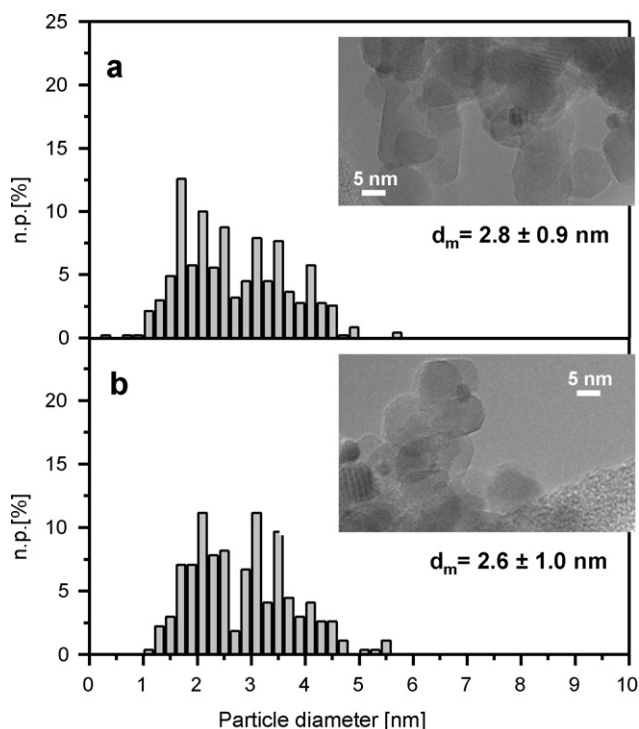 25
a
20
15
n.p.[%]
10
5
0
5 nm
dm= 2.8 ± 0.9 nm
b
20
15
n.p.[%]
10
5
0
5 nm
dm= 2.6 ± 1.0 nm
0 1 2 3 4 5 6 7 8 9 10
Particle diameter [nm]